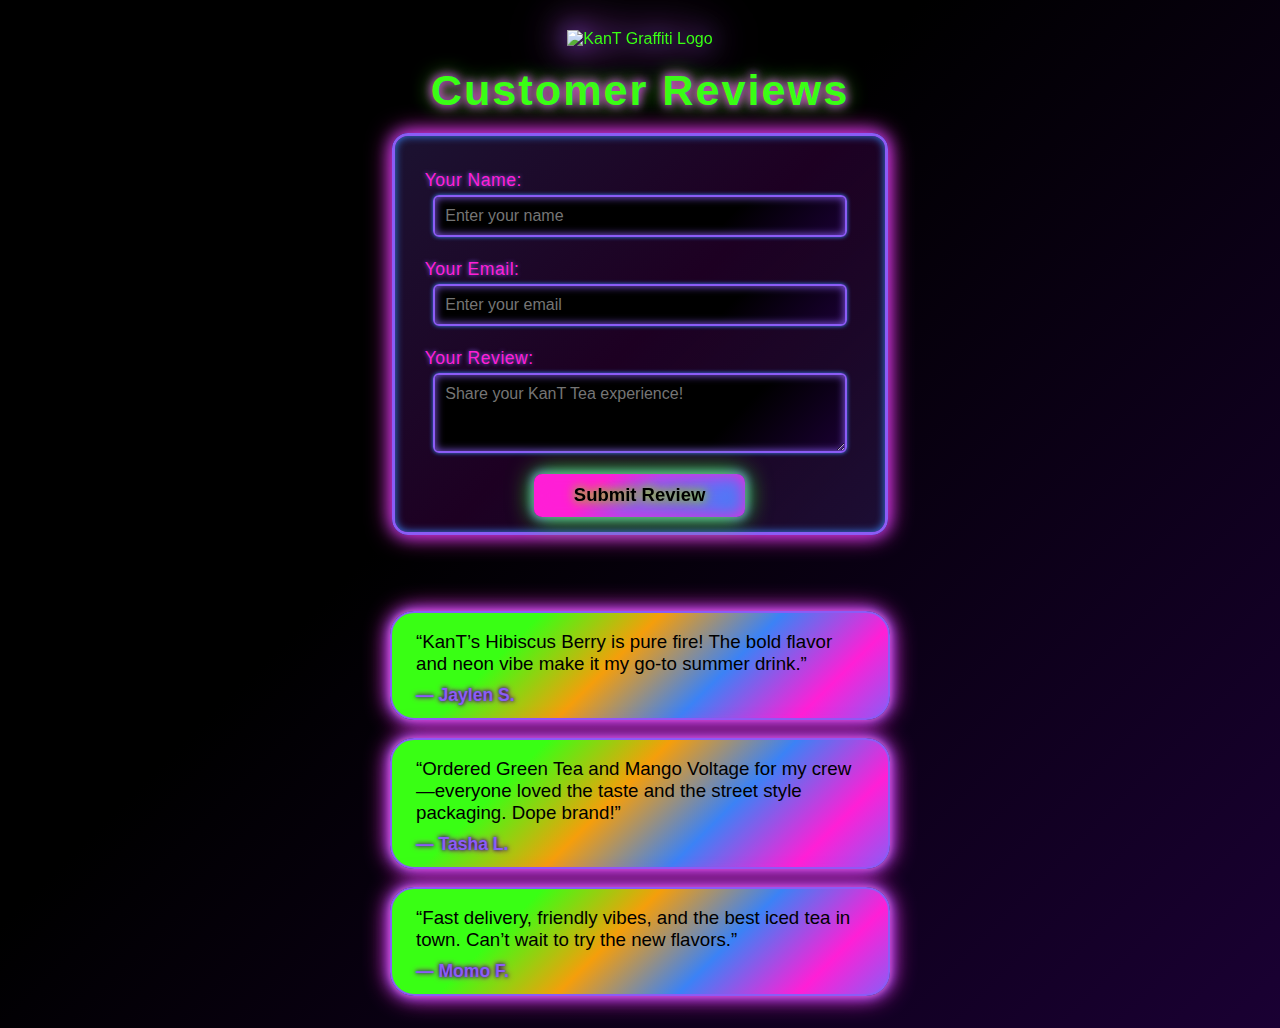 KanT Graffiti Logo
Customer Reviews
Your Name:
Enter your name
Your Email:
Enter your email
Your Review:
Share your KanT Tea experience!
Submit Review
“KanT’s Hibiscus Berry is pure fire! The bold flavor
and neon vibe make it my go-to summer drink.”
— Jaylen S.
“Ordered Green Tea and Mango Voltage for my crew
—everyone loved the taste and the street style
packaging. Dope brand!”
— Tasha L.
“Fast delivery, friendly vibes, and the best iced tea in
town. Can’t wait to try the new flavors.”
— Momo F.